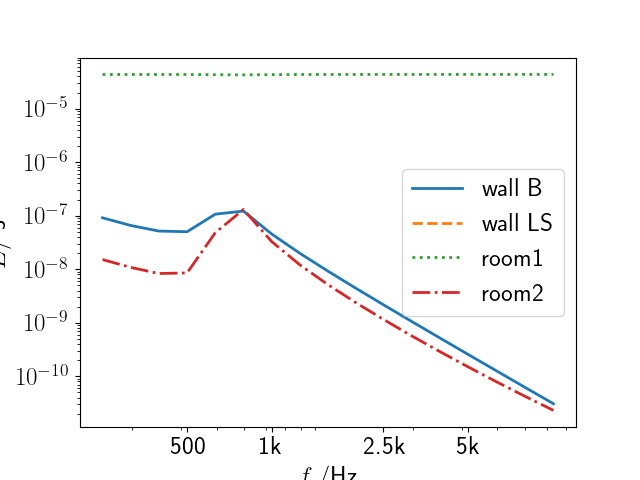 10⁻⁵
10⁻⁶
10⁻⁷
10⁻⁸
10⁻⁹
10⁻¹⁰
wall B
wall LS
room1
room2
500 1k 2.5k 5k
f /Hz